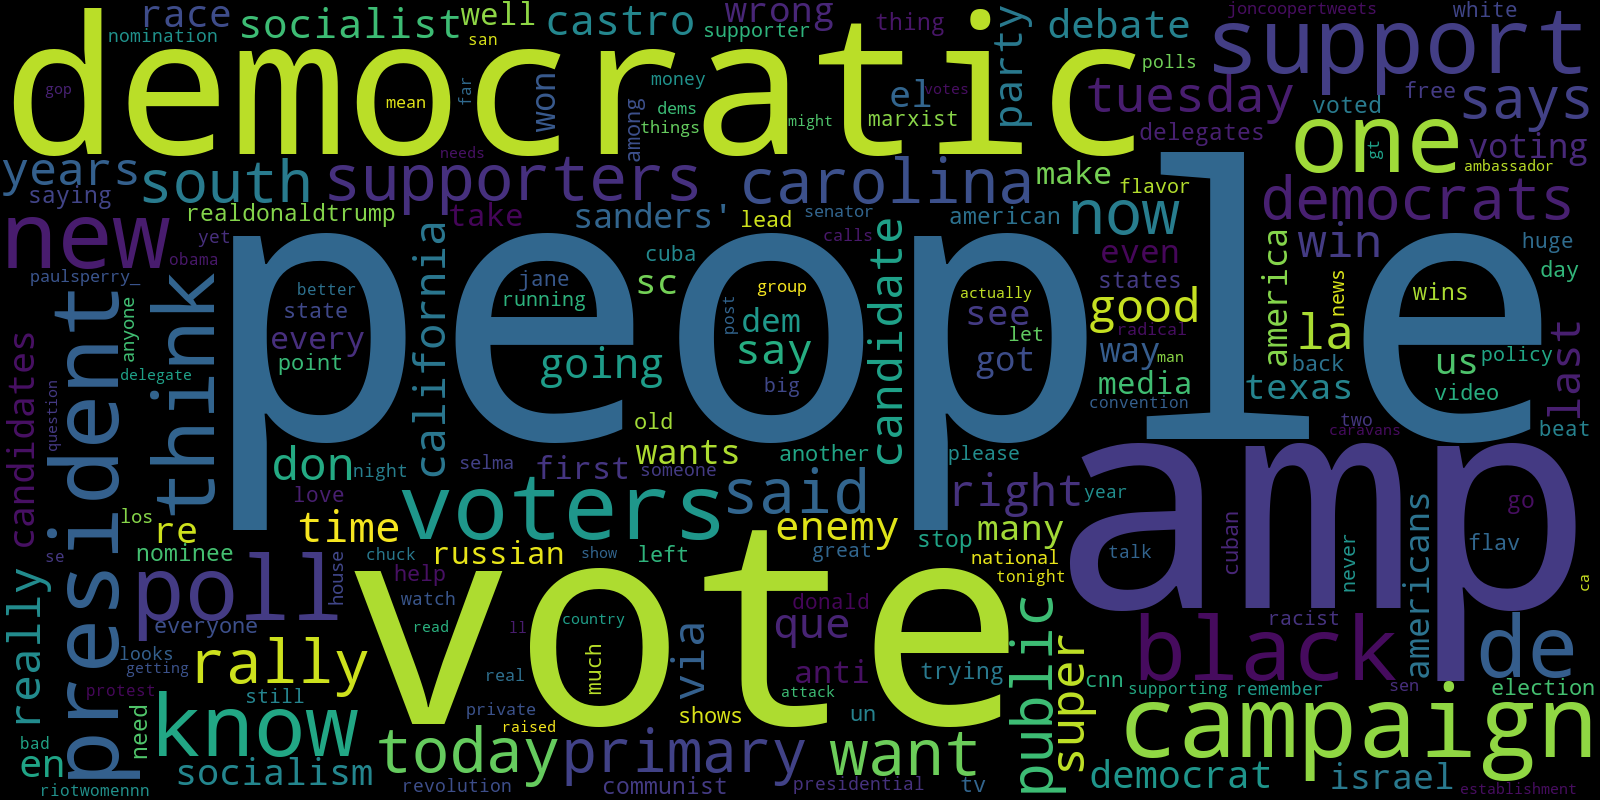 democratic
people
vote
amp
support
campaign
president
think
voters
supporters
new
one
black
know
poll
said
carolina
south
today
primary
want
de
rally
public
right
now
democrats
tuesday
says
debate
party
castro
wrong
socialist
race
well
nomination
san
supporter
thing
joncoopertweets
white
polls
free
voted
delegates
voting
ambassador
gt
gop
mean
far
won
money
dems
things
among
might
votes
marxist
el
needs
years
saying
realdonaldtrump
yet
obama
paulsperry_
take
sanders'
lead
senator
calls
make
flavor
american
even
states
win
america
huge
day
candidate
california
cuba
jane
running
sc
better
state
every
point
anyone
delegate
candidates
question
post
group
dem
say
big
going
actually
see
let
got
good
radical
way
man
media
convention
news
la
wins
back
us
policy
texas
video
last
two
caravans
beat
don
night
old
wants
another
please
selma
first
someone
love
time
los
re
nominee
house
chuck
russian
show
left
help
watch
enemy
great
stop
many
year
national
tonight
talk
cuban
never
americans
go
flav
ca
racist
really
se
everyone
looks
getting
protest
still
need
bad
en
riotwomennn
socialism
revolution
read
ll
country
real
private
raised
much
via
shows
communist
donald
que
anti
attack
un
trying
presidential
tv
super
cnn
supporting
remember
sen
election
democrat
israel
establishment